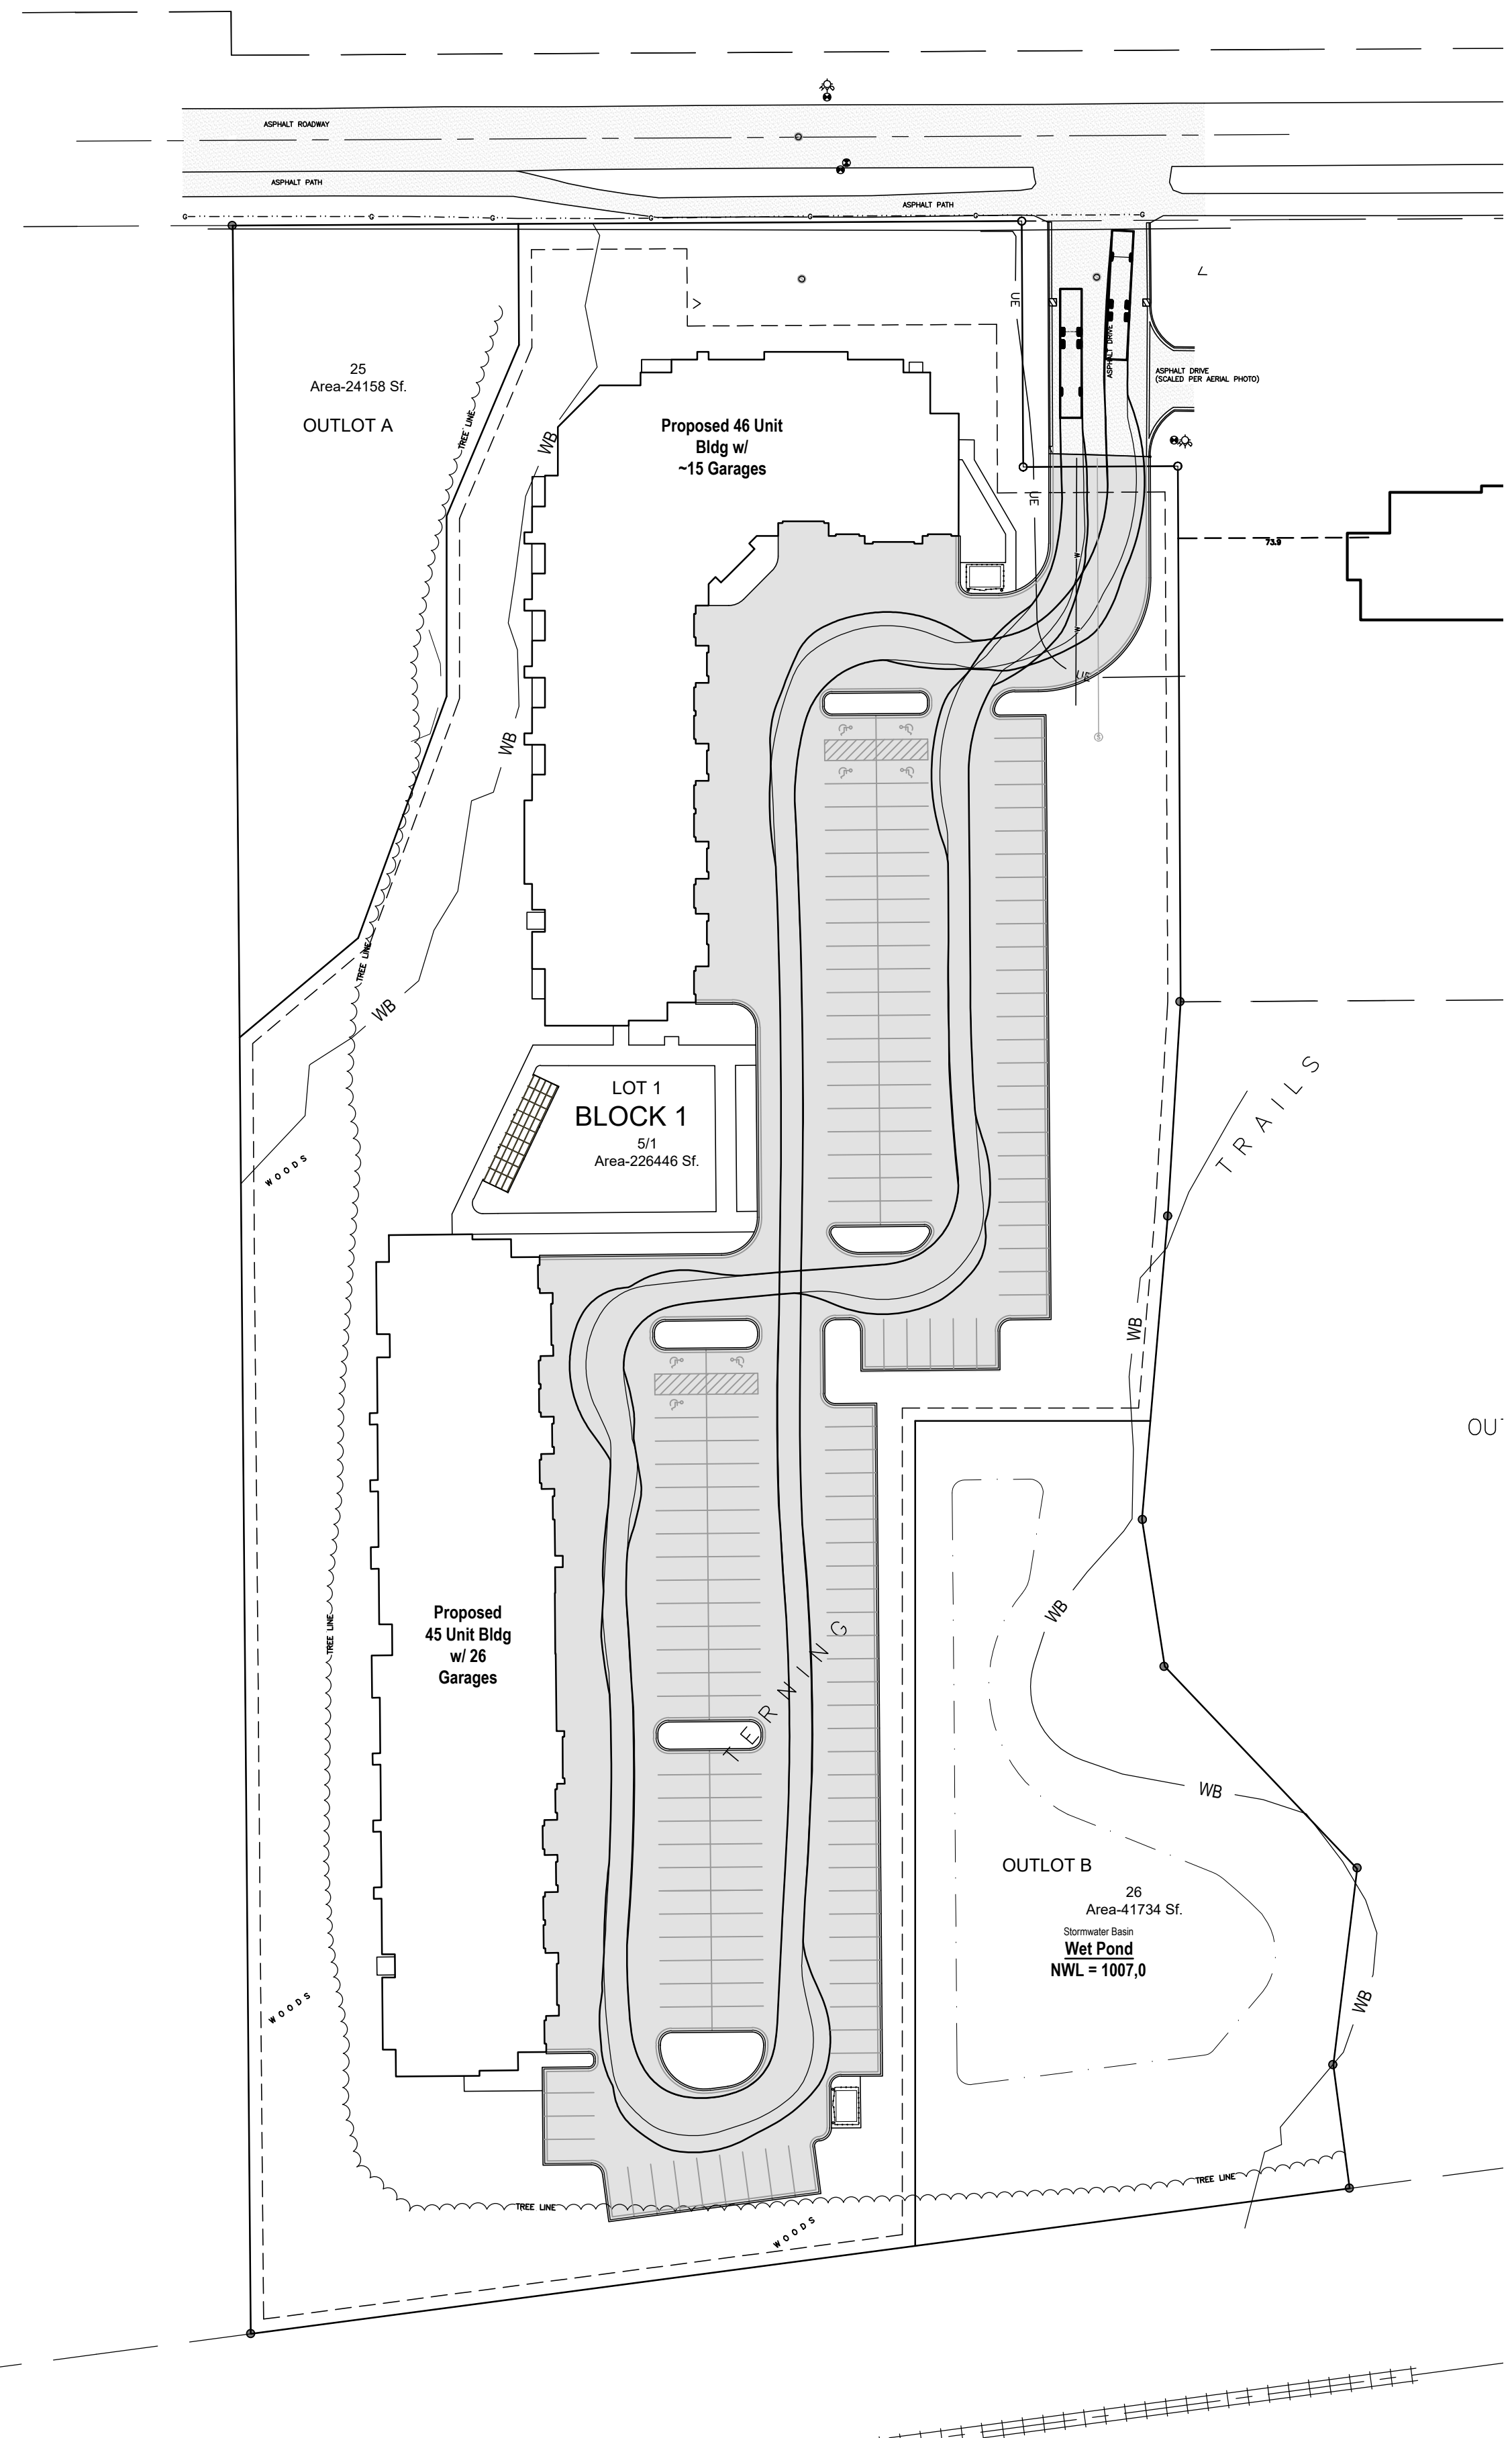 ASPHALT ROADWAY
ASPHALT PATH
ASPHALT PATH
G
G
G
G
G
G
G
UE
ASPHALT DRIVE
ASPHALT DRIVE
(SCALED PER AERIAL PHOTO)
25
Area-24158 Sf.
OUTLOT A
TREE LINE
WB
Proposed 46 Unit
Bldg w/
~15 Garages
UE
73.9
W
W
UE
S
WB
TREE LINE
WB
LOT 1
BLOCK 1
5/1
Area-226446 Sf.
WOODS
TRAILS
WB
OUT
TERNING
Proposed
45 Unit Bldg
w/ 26
Garages
TREE LINE
WB
WB
OUTLOT B
26
Area-41734 Sf.
Stormwater Basin
Wet Pond
NWL = 1007,0
WB
WOODS
TREE LINE
TREE LINE
WOODS